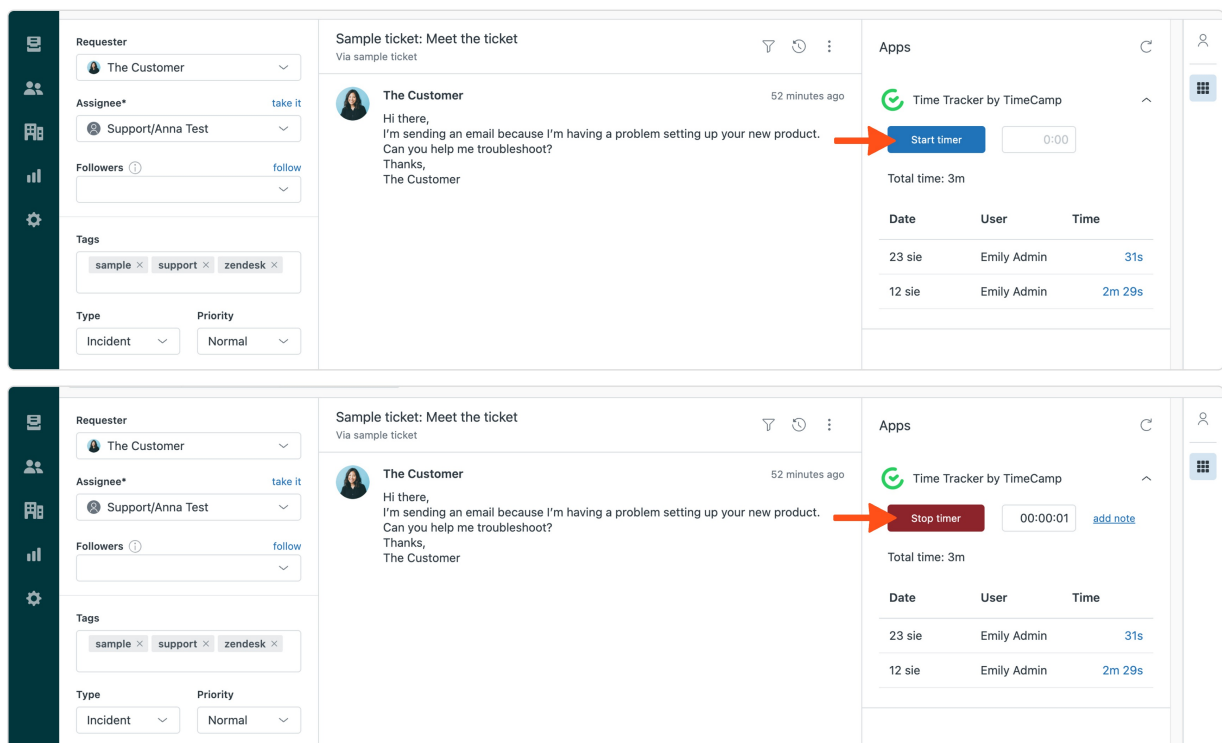 Requester
The Customer
Assignee*
take it
Support/Anna Test
Followers
follow
Tags
sample × support × zendesk ×
Type
Priority
Incident
Normal
Sample ticket: Meet the ticket
Via sample ticket
The Customer
52 minutes ago
Hi there,
I'm sending an email because I'm having a problem setting up your new product.
Can you help me troubleshoot?
Thanks,
The Customer
Apps
Time Tracker by TimeCamp
Start timer
0:00
Total time: 3m
Date User Time
23 sie Emily Admin 31s
12 sie Emily Admin 2m 29s
Requester
The Customer
Assignee*
take it
Support/Anna Test
Followers
follow
Tags
sample × support × zendesk ×
Type
Priority
Incident
Normal
Sample ticket: Meet the ticket
Via sample ticket
The Customer
52 minutes ago
Hi there,
I'm sending an email because I'm having a problem setting up your new product.
Can you help me troubleshoot?
Thanks,
The Customer
Apps
Time Tracker by TimeCamp
Stop timer
00:00:01
add note
Total time: 3m
Date User Time
23 sie Emily Admin 31s
12 sie Emily Admin 2m 29s